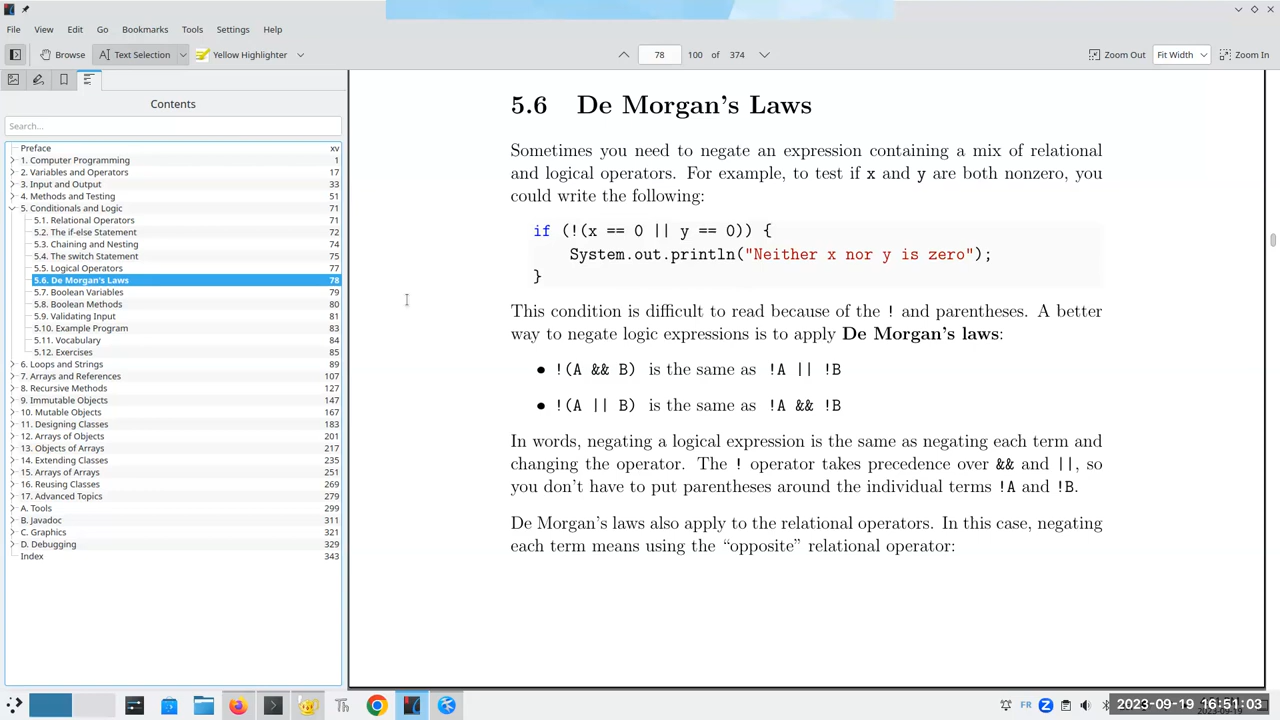 File View Edit Go Bookmarks Tools Settings Help
Browse Text Selection Yellow Highlighter 78 100 of 374 Zoom Out Fit Width Zoom In
Contents
Search...
Preface xv
1. Computer Programming 1
2. Variables and Operators 17
3. Input and Output 33
4. Methods and Testing 51
5. Conditionals and Logic 71
5.1. Relational Operators 71
5.2. The if-else Statement 72
5.3. Chaining and Nesting 74
5.4. The switch Statement 75
5.5. Logical Operators 77
5.6. De Morgan's Laws 78
5.7. Boolean Variables 79
5.8. Boolean Methods 80
5.9. Validating Input 81
5.10. Example Program 83
5.11. Vocabulary 84
5.12. Exercises 85
6. Loops and Strings 89
7. Arrays and References 107
8. Recursive Methods 127
9. Immutable Objects 147
10. Mutable Objects 167
11. Designing Classes 183
12. Arrays of Objects 201
13. Objects of Arrays 217
14. Extending Classes 235
15. Arrays of Arrays 251
16. Reusing Classes 269
17. Advanced Topics 279
A. Tools 299
B. Javadoc 311
C. Graphics 321
D. Debugging 329
Index 343
5.6 De Morgan's Laws
Sometimes you need to negate an expression containing a mix of relational
and logical operators. For example, to test if x and y are both nonzero, you
could write the following:
if (!(x == 0 || y == 0)) {
System.out.println("Neither x nor y is zero");
}
This condition is difficult to read because of the ! and parentheses. A better
way to negate logic expressions is to apply De Morgan's laws:
• !(A && B) is the same as !A || !B
• !(A || B) is the same as !A && !B
In words, negating a logical expression is the same as negating each term and
changing the operator. The ! operator takes precedence over && and ||, so
you don't have to put parentheses around the individual terms !A and !B.
De Morgan's laws also apply to the relational operators. In this case, negating
each term means using the “opposite” relational operator:
FR 2023-09-19 16:51:03